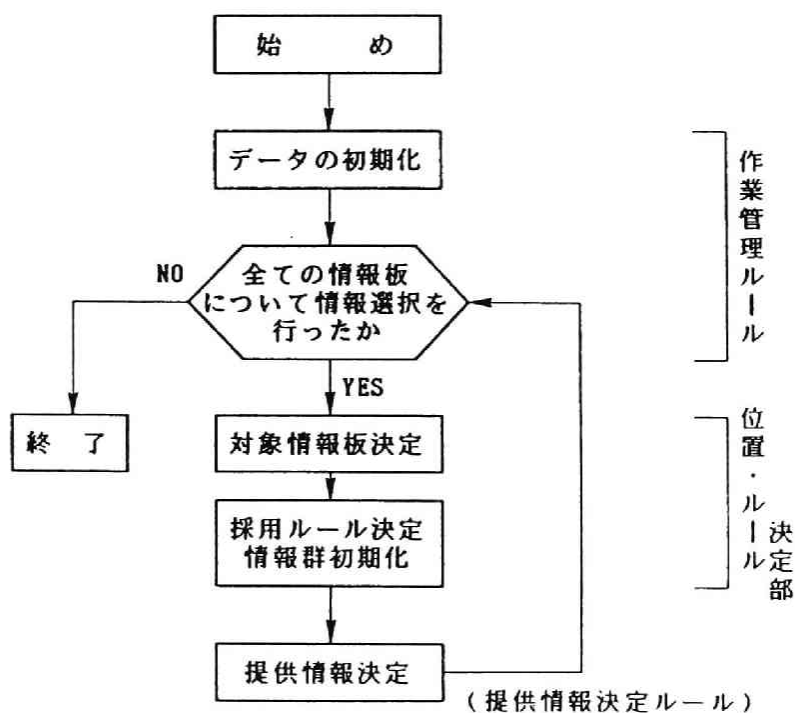 始 め
データの初期化
NO
全ての情報板
について情報選択を
行ったか
YES
終 了
対象情報板決定
採用ルール決定
情報群初期化
提供情報決定
(提供情報決定ルール)
作業管理ルール
位置・ルール
決定部